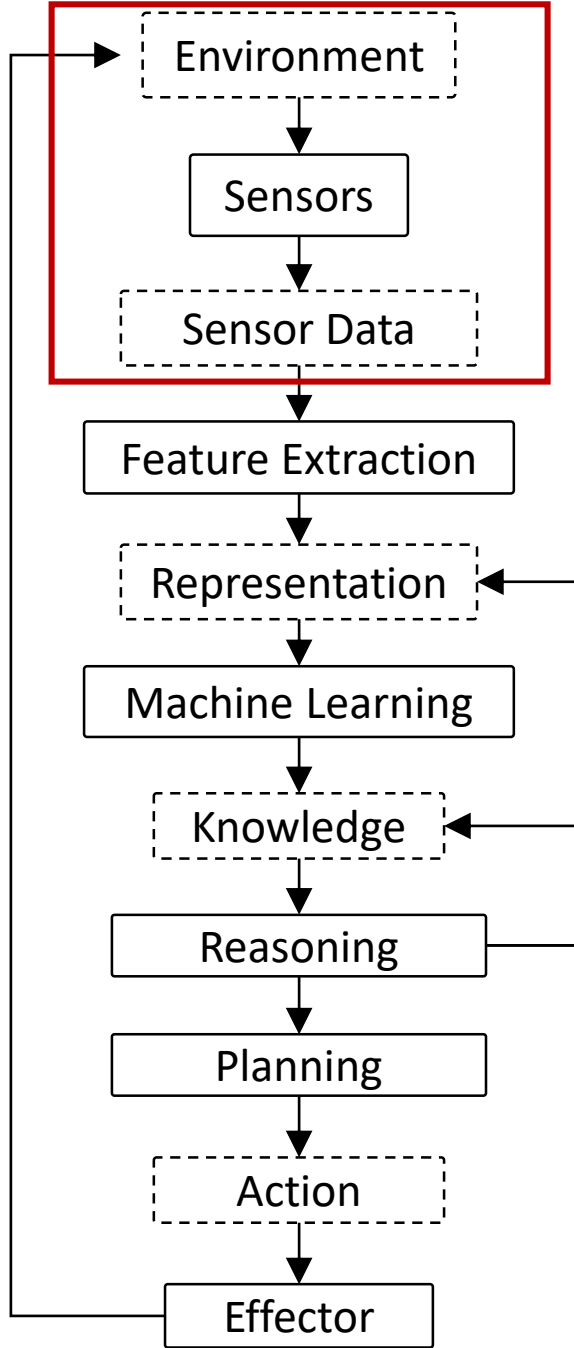 Environment
Sensors
Sensor Data
Feature Extraction
Representation
Machine Learning
Knowledge
Reasoning
Planning
Action
Effector